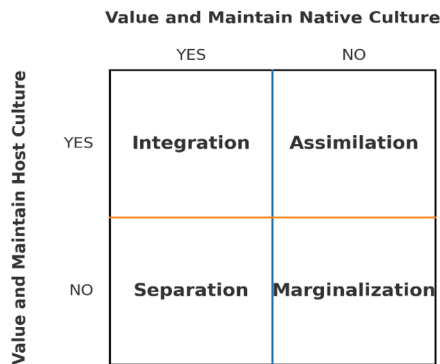 Value and Maintain Native Culture
YES NO
Value and Maintain Host Culture
YES Integration Assimilation
NO Separation Marginalization